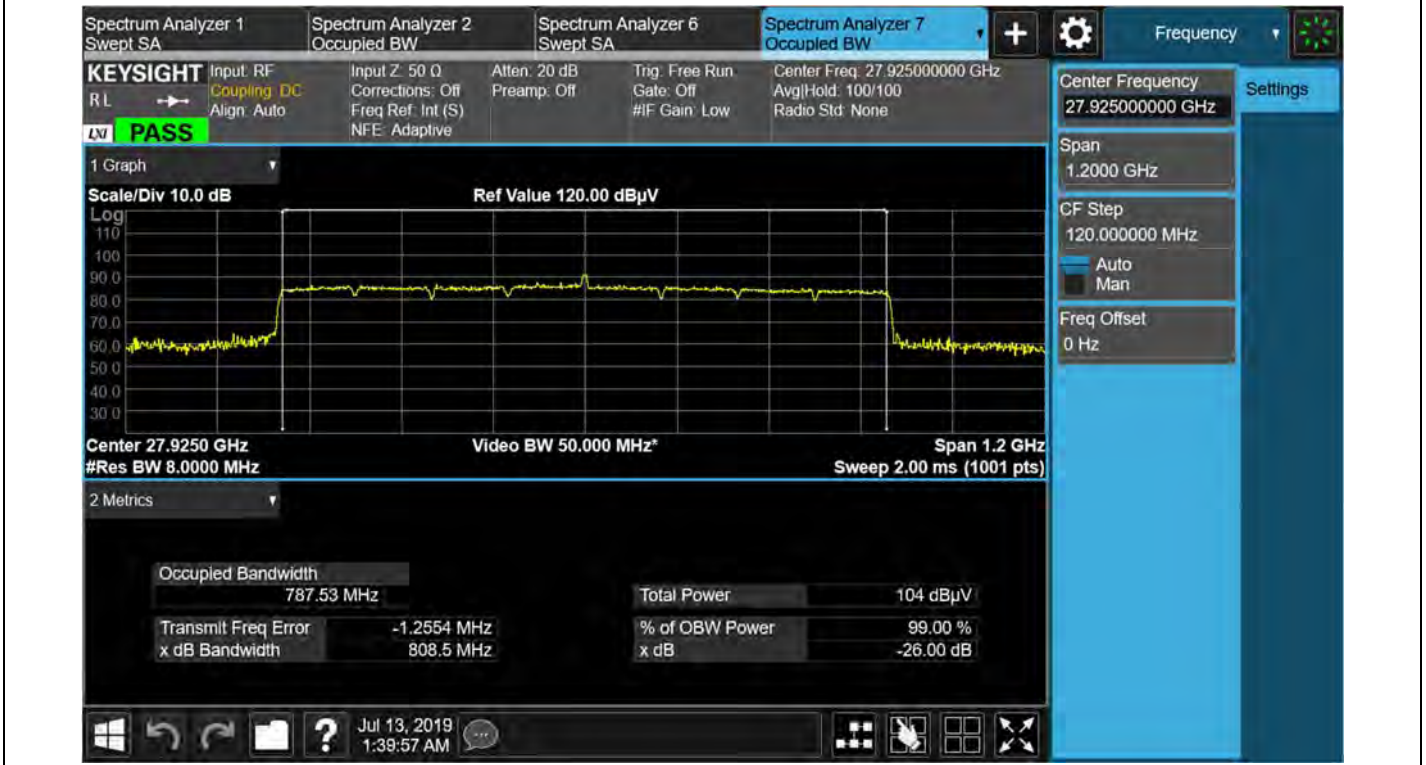 Spectrum Analyzer 1
Swept SA
Spectrum Analyzer 2
Occupied BW
Spectrum Analyzer 6
Swept SA
Spectrum Analyzer 7
Occupied BW
Frequency
KEYSIGHT
R L
LXI PASS
Input: RF
Coupling: DC
Align: Auto
Input Z: 50 Ω
Corrections: Off
Freq Ref: Int (S)
NFE: Adaptive
Atten: 20 dB
Preamp: Off
Trig: Free Run
Gate: Off
#IF Gain: Low
Center Freq: 27.925000000 GHz
Avg|Hold: 100/100
Radio Std: None
Center Frequency
27.925000000 GHz
Settings
Span
1.2000 GHz
CF Step
120.000000 MHz
Auto
Man
Freq Offset
0 Hz
1 Graph
Scale/Div 10.0 dB
Ref Value 120.00 dBµV
Log
110
100
90.0
80.0
70.0
60.0
50.0
40.0
30.0
Center 27.9250 GHz
#Res BW 8.0000 MHz
Video BW 50.000 MHz*
Span 1.2 GHz
Sweep 2.00 ms (1001 pts)
2 Metrics
Occupied Bandwidth
787.53 MHz
Total Power 104 dBµV
Transmit Freq Error -1.2554 MHz
% of OBW Power 99.00 %
x dB Bandwidth 808.5 MHz
x dB -26.00 dB
?
Jul 13, 2019
1:39:57 AM